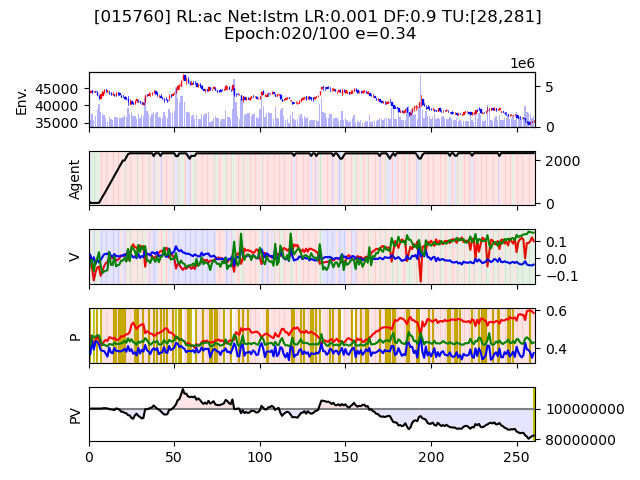 [015760] RL:ac Net:lstm LR:0.001 DF:0.9 TU:[28,281]
Epoch:020/100 e=0.34
1e6
Env.
45000
40000
35000
5
0
Agent
2000
0
V
0.1
0.0
−0.1
P
0.6
0.4
PV
100000000
80000000
0 50 100 150 200 250